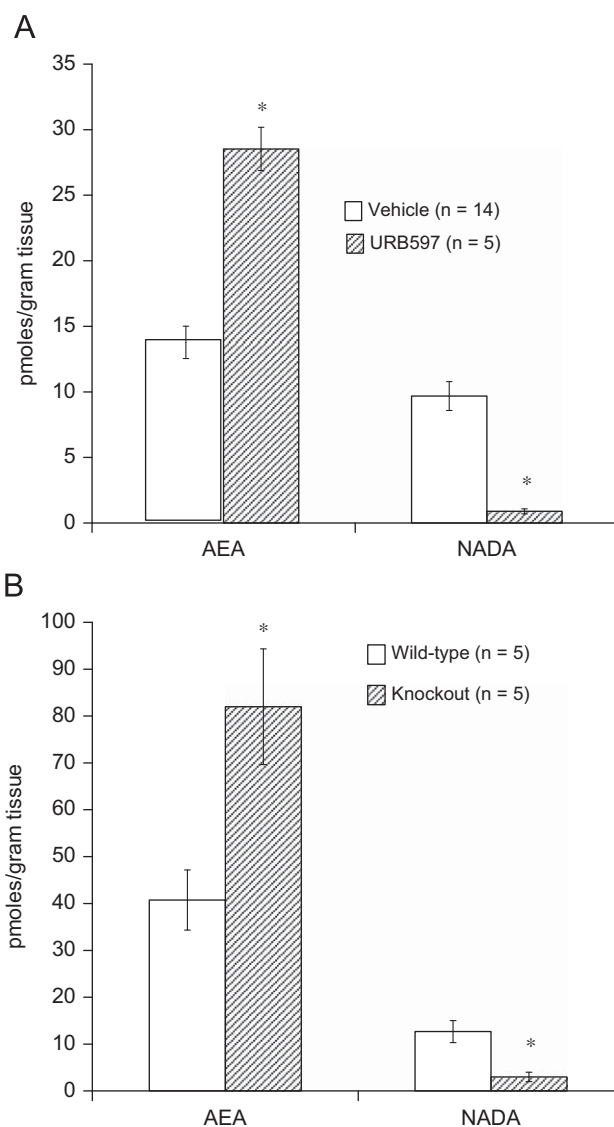 A
35
30
25
20
15
10
5
0
pmoles/gram tissue
*
*
Vehicle (n = 14)
URB597 (n = 5)
AEA
NADA
B
100
90
80
70
60
50
40
30
20
10
0
pmoles/gram tissue
*
*
Wild-type (n = 5)
Knockout (n = 5)
AEA
NADA